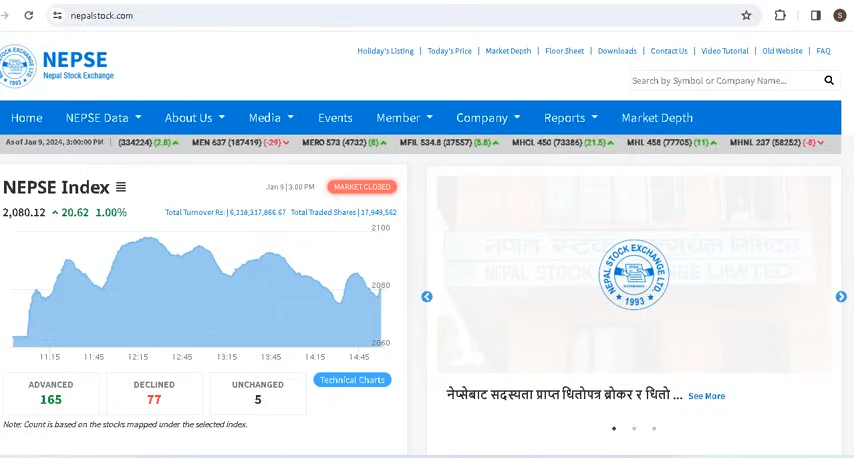 nepalstock.com
S
NEPSE
Nepal Stock Exchange
Holiday's Listing | Today's Price | Market Depth | Floor Sheet | Downloads | Contact Us | Video Tutorial | Old Website | FAQ
Search by Symbol or Company Name...
Home NEPSE Data About Us Media Events Member Company Reports Market Depth
As of Jan 9, 2024, 3:00:00 PM | (334224) (2.8) MEN 637 (187419) (-29) MERO 573 (4732) (8) MFIL 534.8 (37557) (5.8) MHCL 450 (73386) (21.5) MHL 458 (77705) (11) MHNL 237 (58252) (-8)
NEPSE Index
Jan 9 | 3:00 PM MARKET CLOSED
2,080.12 20.62 1.00%
Total Turnover Rs: | 6,118,317,866.67 Total Traded Shares | 17,949,562
2100
2080
2060
11:15 11:45 12:15 12:45 13:15 13:45 14:15 14:45
ADVANCED DECLINED UNCHANGED
165 77 5
Technical Charts
Note: Count is based on the stocks mapped under the selected index.
NEPAL STOCK EXCHANGE LTD
1993
नेप्सेबाट सदस्यता प्राप्त धितोपत्र ब्रोकर र धितो ... See More